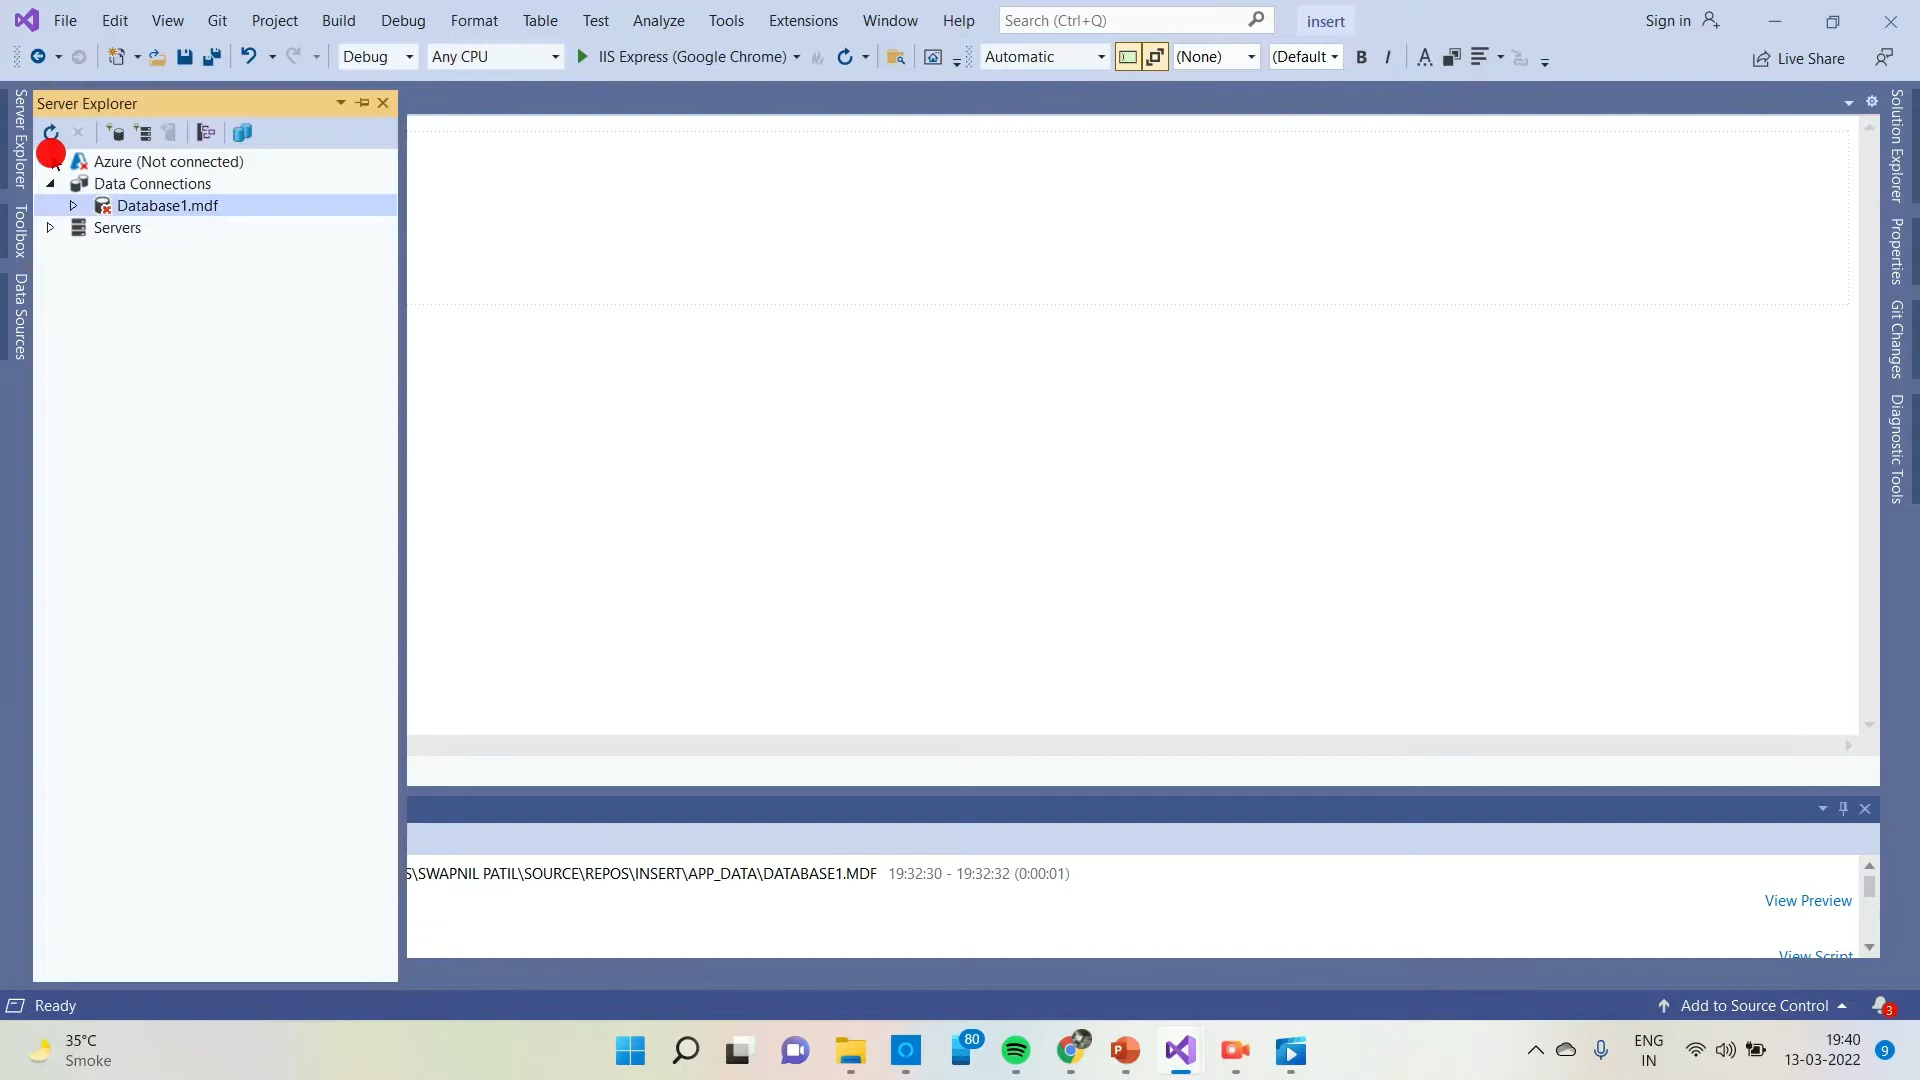 File Edit View Git Project Build Debug Format Table Test Analyze Tools Extensions Window Help Search (Ctrl+Q) insert Sign in
Debug Any CPU IIS Express (Google Chrome) Automatic (None) (Default B I A Live Share
Server Explorer
Toolbox
Data Sources
Server Explorer
Azure (Not connected)
Data Connections
Database1.mdf
Servers
Solution Explorer
Properties
Git Changes
Diagnostic Tools
S\SWAPNIL PATIL\SOURCE\REPOS\INSERT\APP_DATA\DATABASE1.MDF 19:32:30 - 19:32:32 (0:00:01)
View Preview
View Script
Ready Add to Source Control 3
35°C
Smoke
80
ENG
IN
19:40
13-03-2022
9